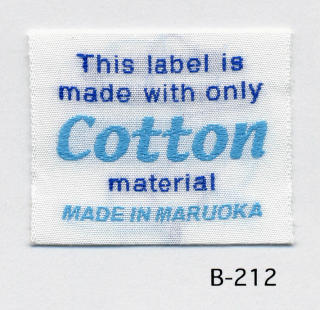 This label is
made with only
Cotton
material
MADE IN MARUOKA
B-212